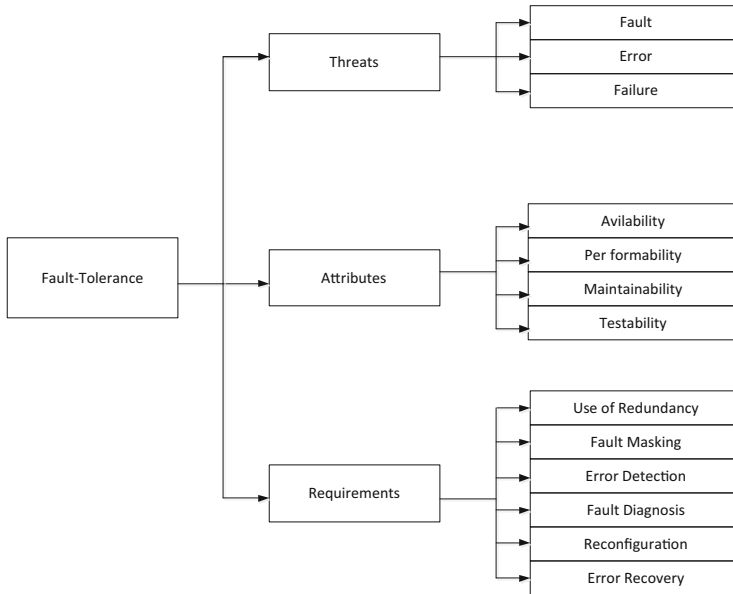 Fault-Tolerance
Threats
Fault
Error
Failure
Attributes
Avilability
Per formability
Maintainability
Testability
Requirements
Use of Redundancy
Fault Masking
Error Detection
Fault Diagnosis
Reconfiguration
Error Recovery